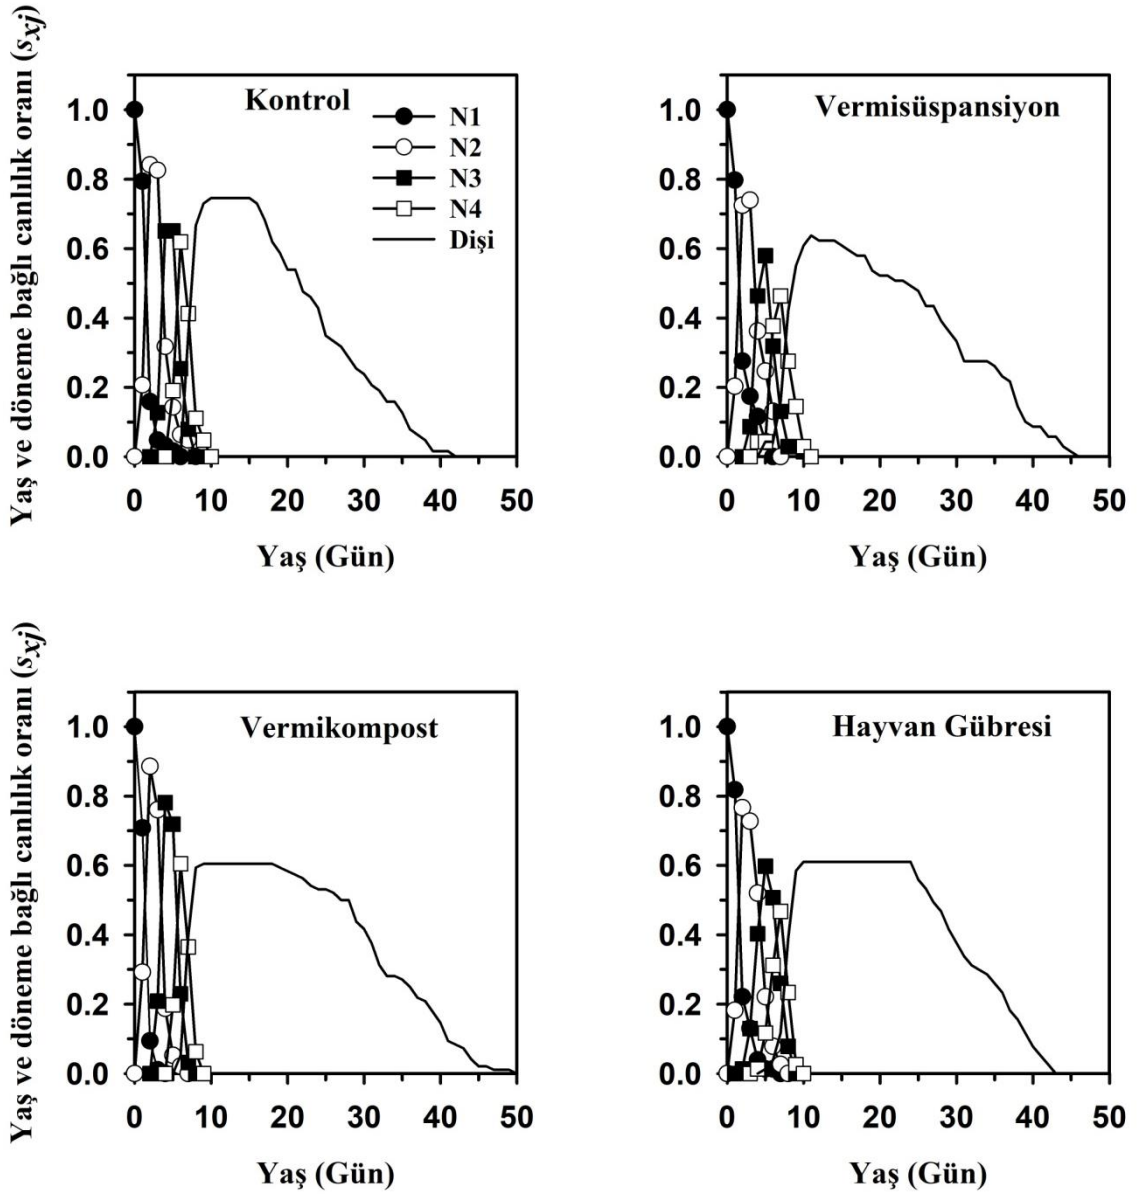 Yaş ve döneme bağlı canlılık oranı (sxj)
Kontrol
N1
N2
N3
N4
Dişi
1.0
0.8
0.6
0.4
0.2
0.0
0 10 20 30 40 50
Yaş (Gün)
Vermisüspansiyon
1.0
0.8
0.6
0.4
0.2
0.0
0 10 20 30 40 50
Yaş (Gün)
Yaş ve döneme bağlı canlılık oranı (sxj)
Vermikompost
1.0
0.8
0.6
0.4
0.2
0.0
0 10 20 30 40 50
Yaş (Gün)
Hayvan Gübresi
1.0
0.8
0.6
0.4
0.2
0.0
0 10 20 30 40 50
Yaş (Gün)